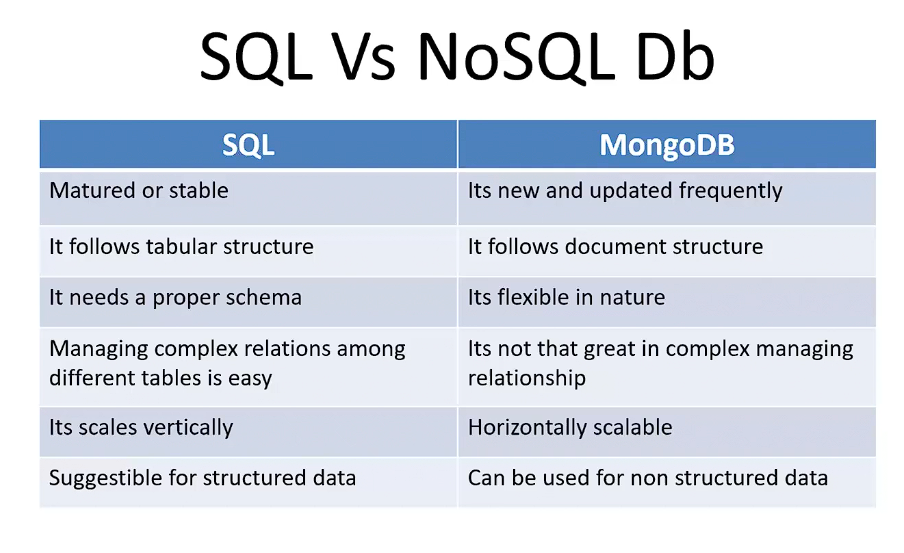 SQL Vs NoSQL Db
SQL
MongoDB
Matured or stable
Its new and updated frequently
It follows tabular structure
It follows document structure
It needs a proper schema
Its flexible in nature
Managing complex relations among
different tables is easy
Its not that great in complex managing
relationship
Its scales vertically
Horizontally scalable
Suggestible for structured data
Can be used for non structured data